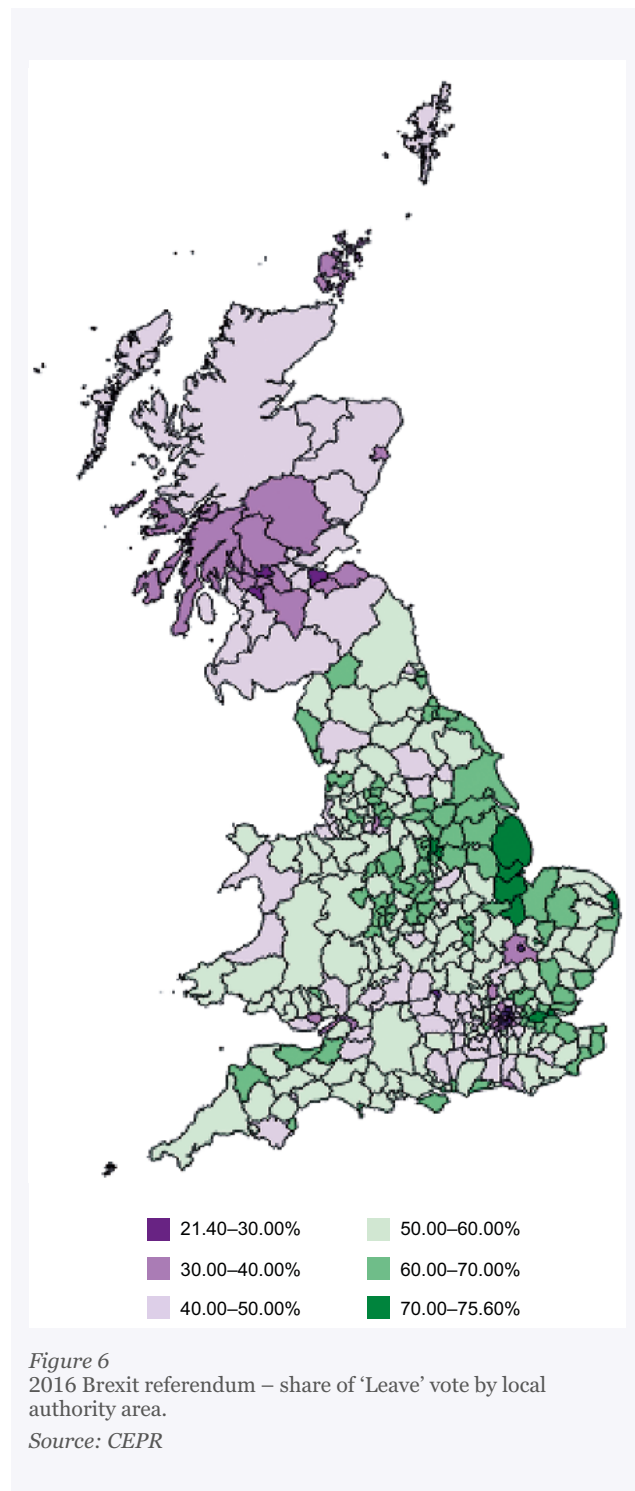 21.40–30.00%
30.00–40.00%
40.00–50.00%
50.00–60.00%
60.00–70.00%
70.00–75.60%
Figure 6
2016 Brexit referendum – share of ‘Leave’ vote by local
authority area.
Source: CEPR